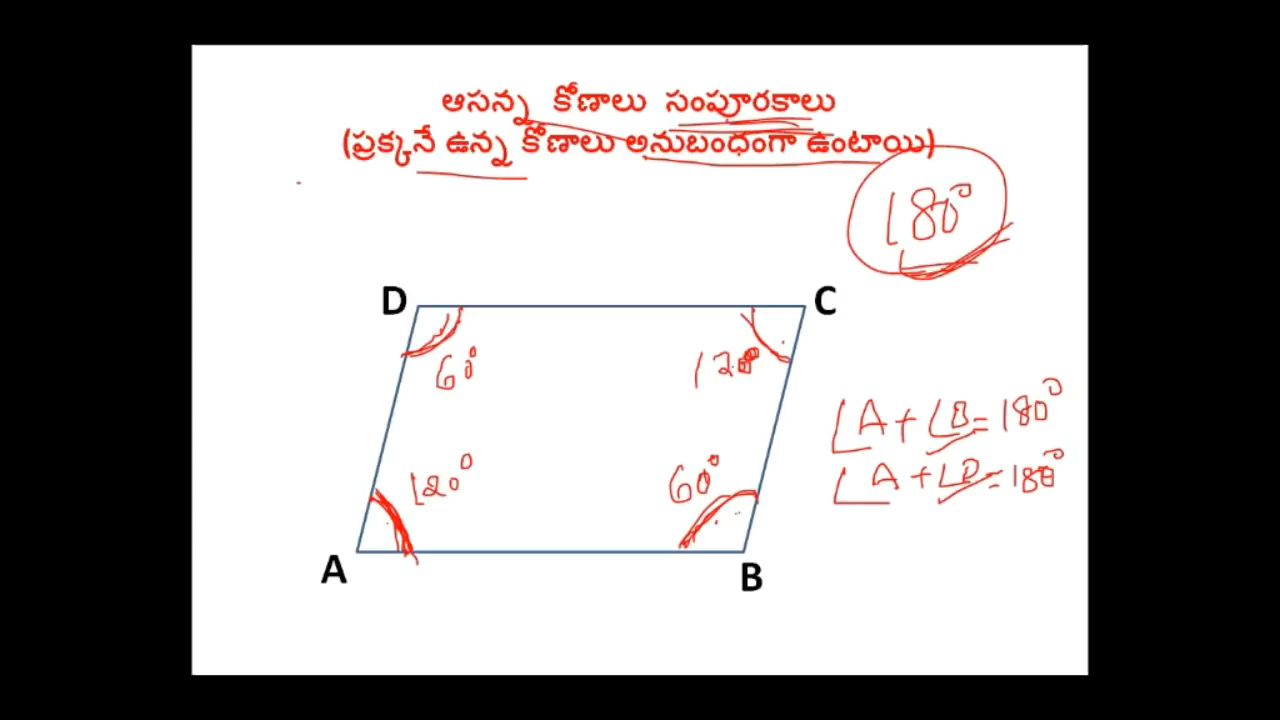 ఆసన్న కోణాలు సంపూరకాలు
(ప్రక్కనే ఉన్న కోణాలు అనుబంధంగా ఉంటాయి)
180°
D
C
60°
120°
∠A + ∠B = 180°
120°
60°
∠A + ∠D = 180°
A
B